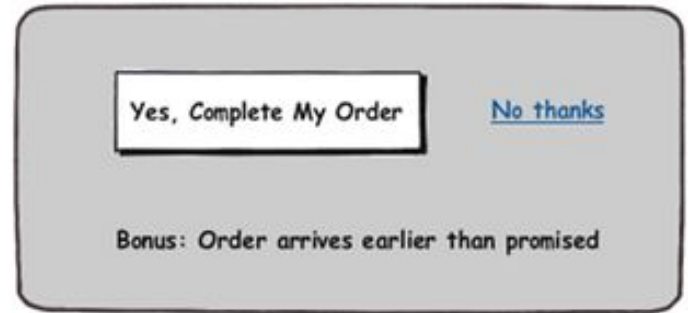 Yes, Complete My Order
No thanks
Bonus: Order arrives earlier than promised